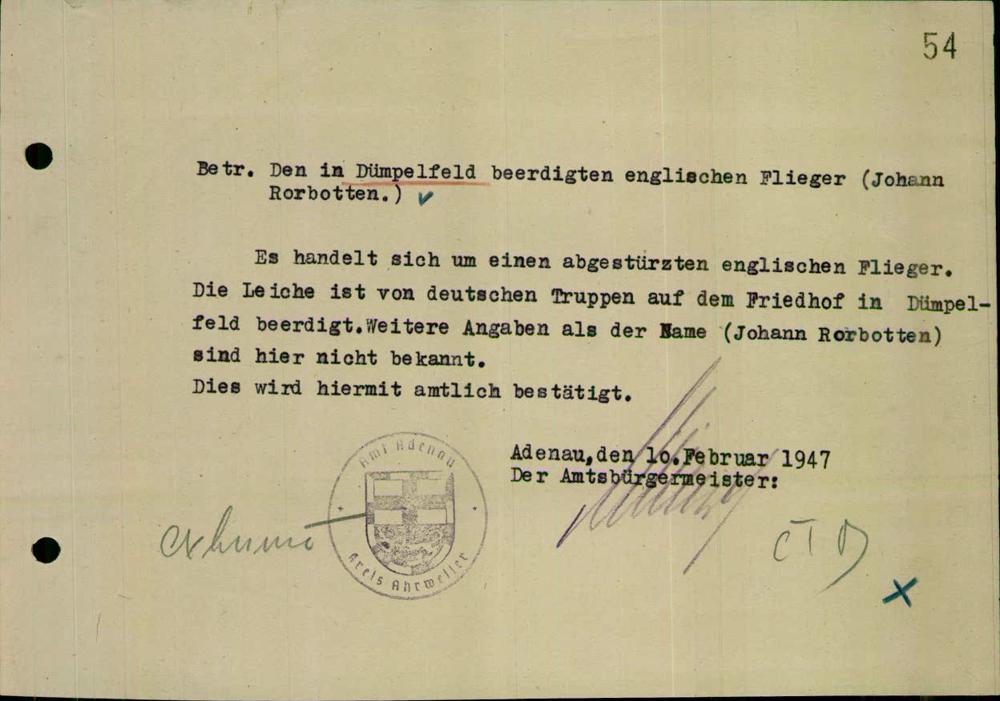 54
Betr. Den in Dümpelfeld beerdigten englischen Flieger (Johann
Rorbotten.)
Es handelt sich um einen abgestürzten englischen Flieger.
Die Leiche ist von deutschen Truppen auf dem Friedhof in Dümpel-
feld beerdigt.Weitere Angaben als der Name (Johann Rorbotten)
sind hier nicht bekannt.
Dies wird hiermit amtlich bestätigt.
Adenau,den 10.Februar 1947
Der Amtsbürgermeister:
Amt Adenau
Kreis Ahrweiler